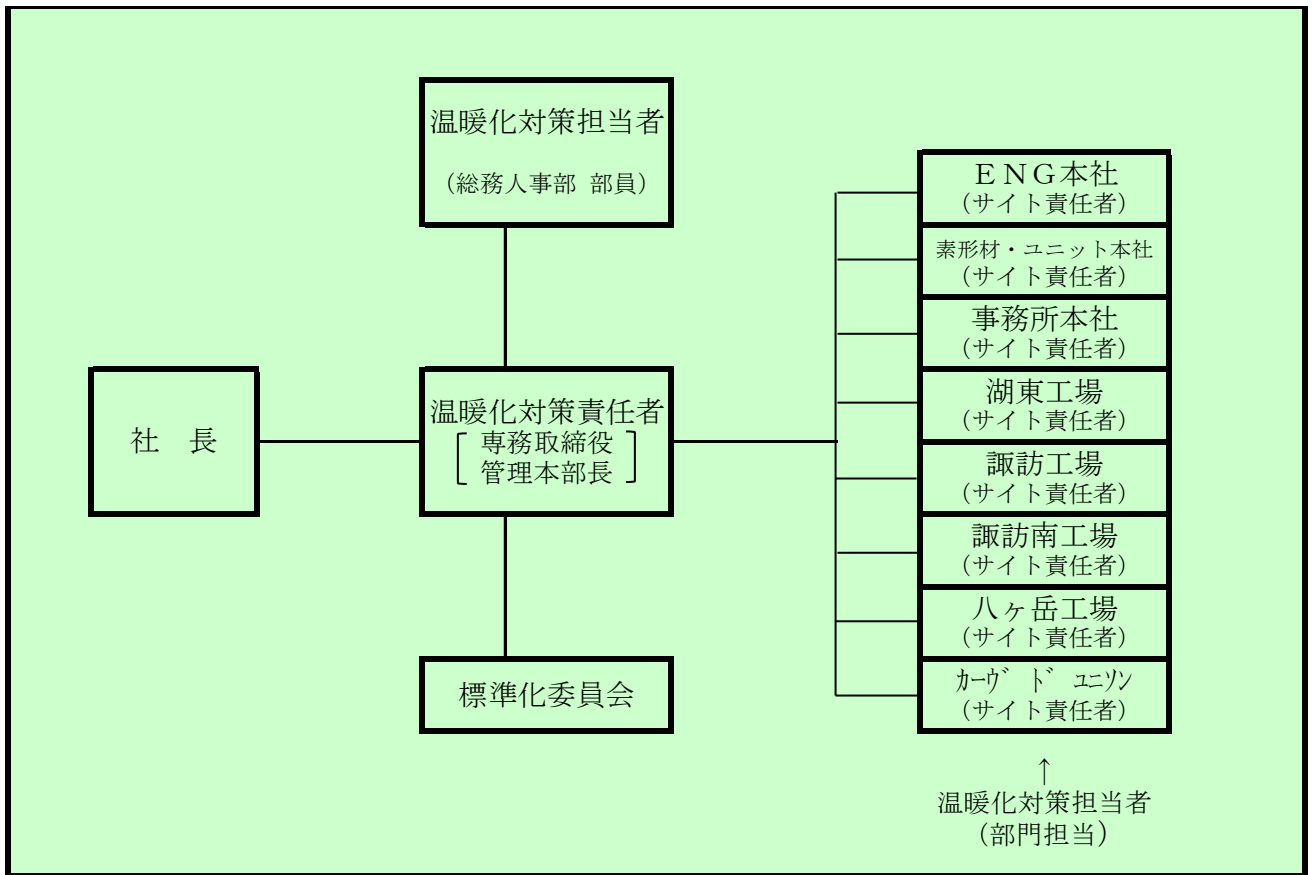 温暖化対策担当者
（総務人事部 部員）
社 長
温暖化対策責任者
専務取締役
管理本部長
標準化委員会
ＥＮＧ本社
（サイト責任者）
素形材・ユニット本社
（サイト責任者）
事務所本社
（サイト責任者）
湖東工場
（サイト責任者）
諏訪工場
（サイト責任者）
諏訪南工場
（サイト責任者）
八ヶ岳工場
（サイト責任者）
ｶｰｳﾞ ﾄﾞ ﾕﾆｿﾝ
（サイト責任者）
↑
温暖化対策担当者
（部門担当）